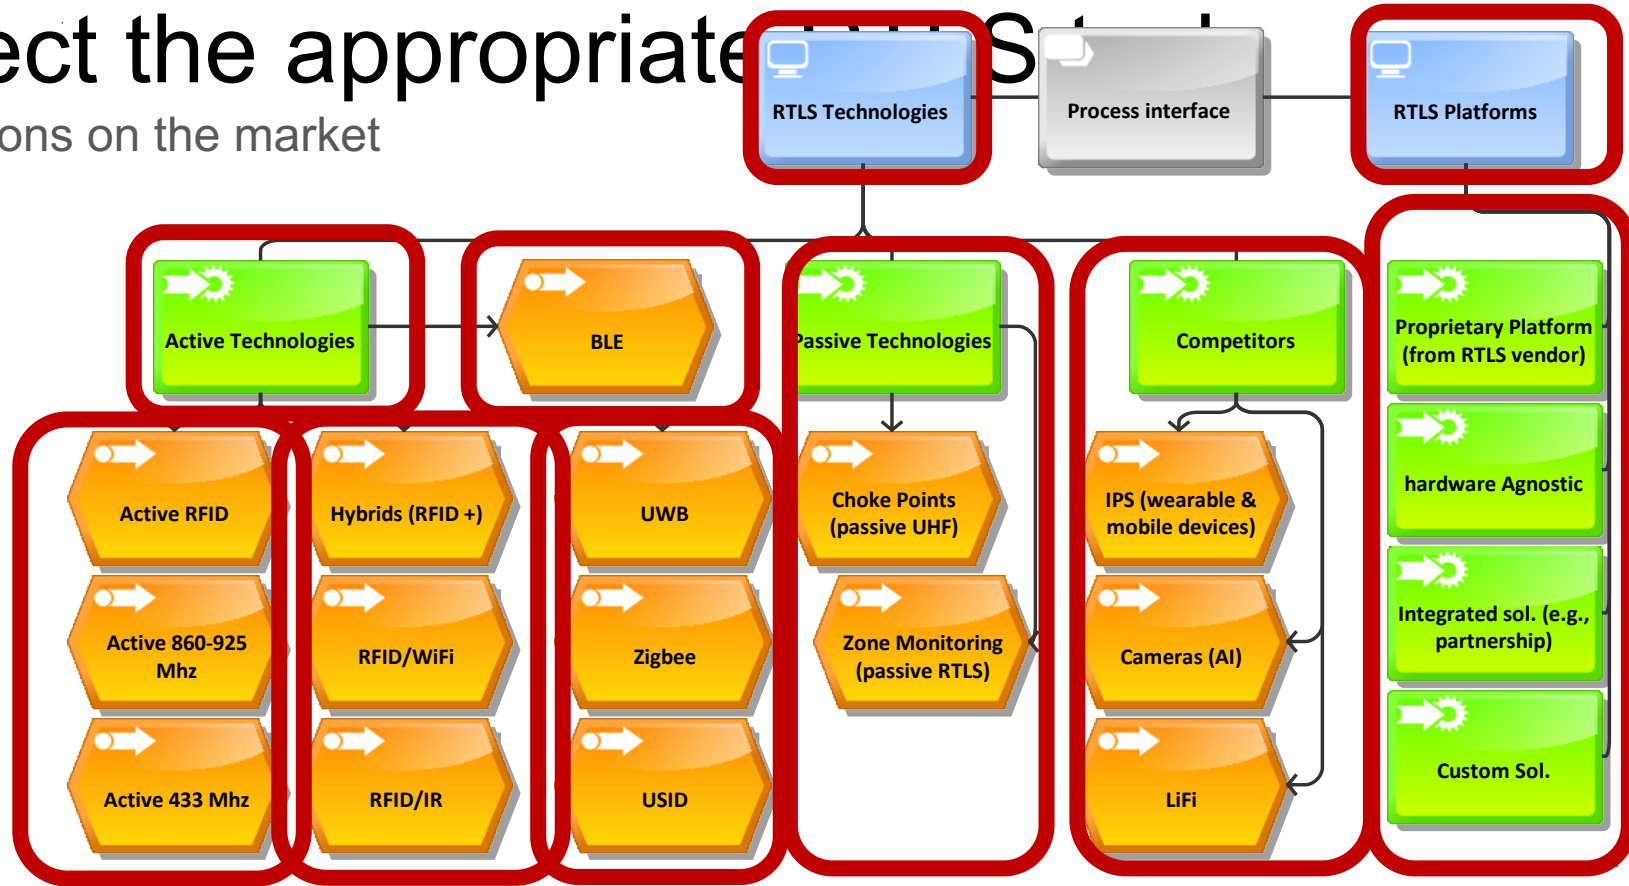 ect the appropriate
ons on the market
RTLS Technologies
Process interface
RTLS Platforms
Active Technologies
BLE
Passive Technologies
Competitors
Proprietary Platform
(from RTLS vendor)
Active RFID
Hybrids (RFID +)
UWB
Choke Points
(passive UHF)
IPS (wearable &
mobile devices)
hardware Agnostic
Active 860-925
Mhz
RFID/WiFi
Zigbee
Zone Monitoring
(passive RTLS)
Cameras (AI)
Integrated sol. (e.g.,
partnership)
Active 433 Mhz
RFID/IR
USID
LiFi
Custom Sol.